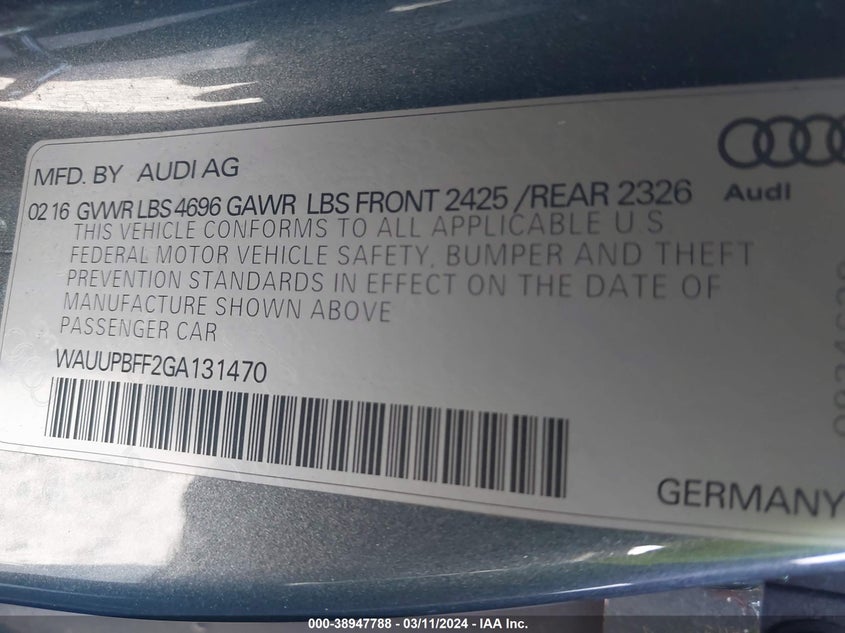 MFD. BY AUDI AG
Audi
02 16 GVWR LBS 4696 GAWR LBS FRONT 2425 /REAR 2326
THIS VEHICLE CONFORMS TO ALL APPLICABLE U.S
FEDERAL MOTOR VEHICLE SAFETY, BUMPER AND THEFT
PREVENTION STANDARDS IN EFFECT ON THE DATE OF
MANUFACTURE SHOWN ABOVE
PASSENGER CAR
WAUUPBFF2GA131470
GERMANY
000-38947788 - 03/11/2024 - IAA Inc.